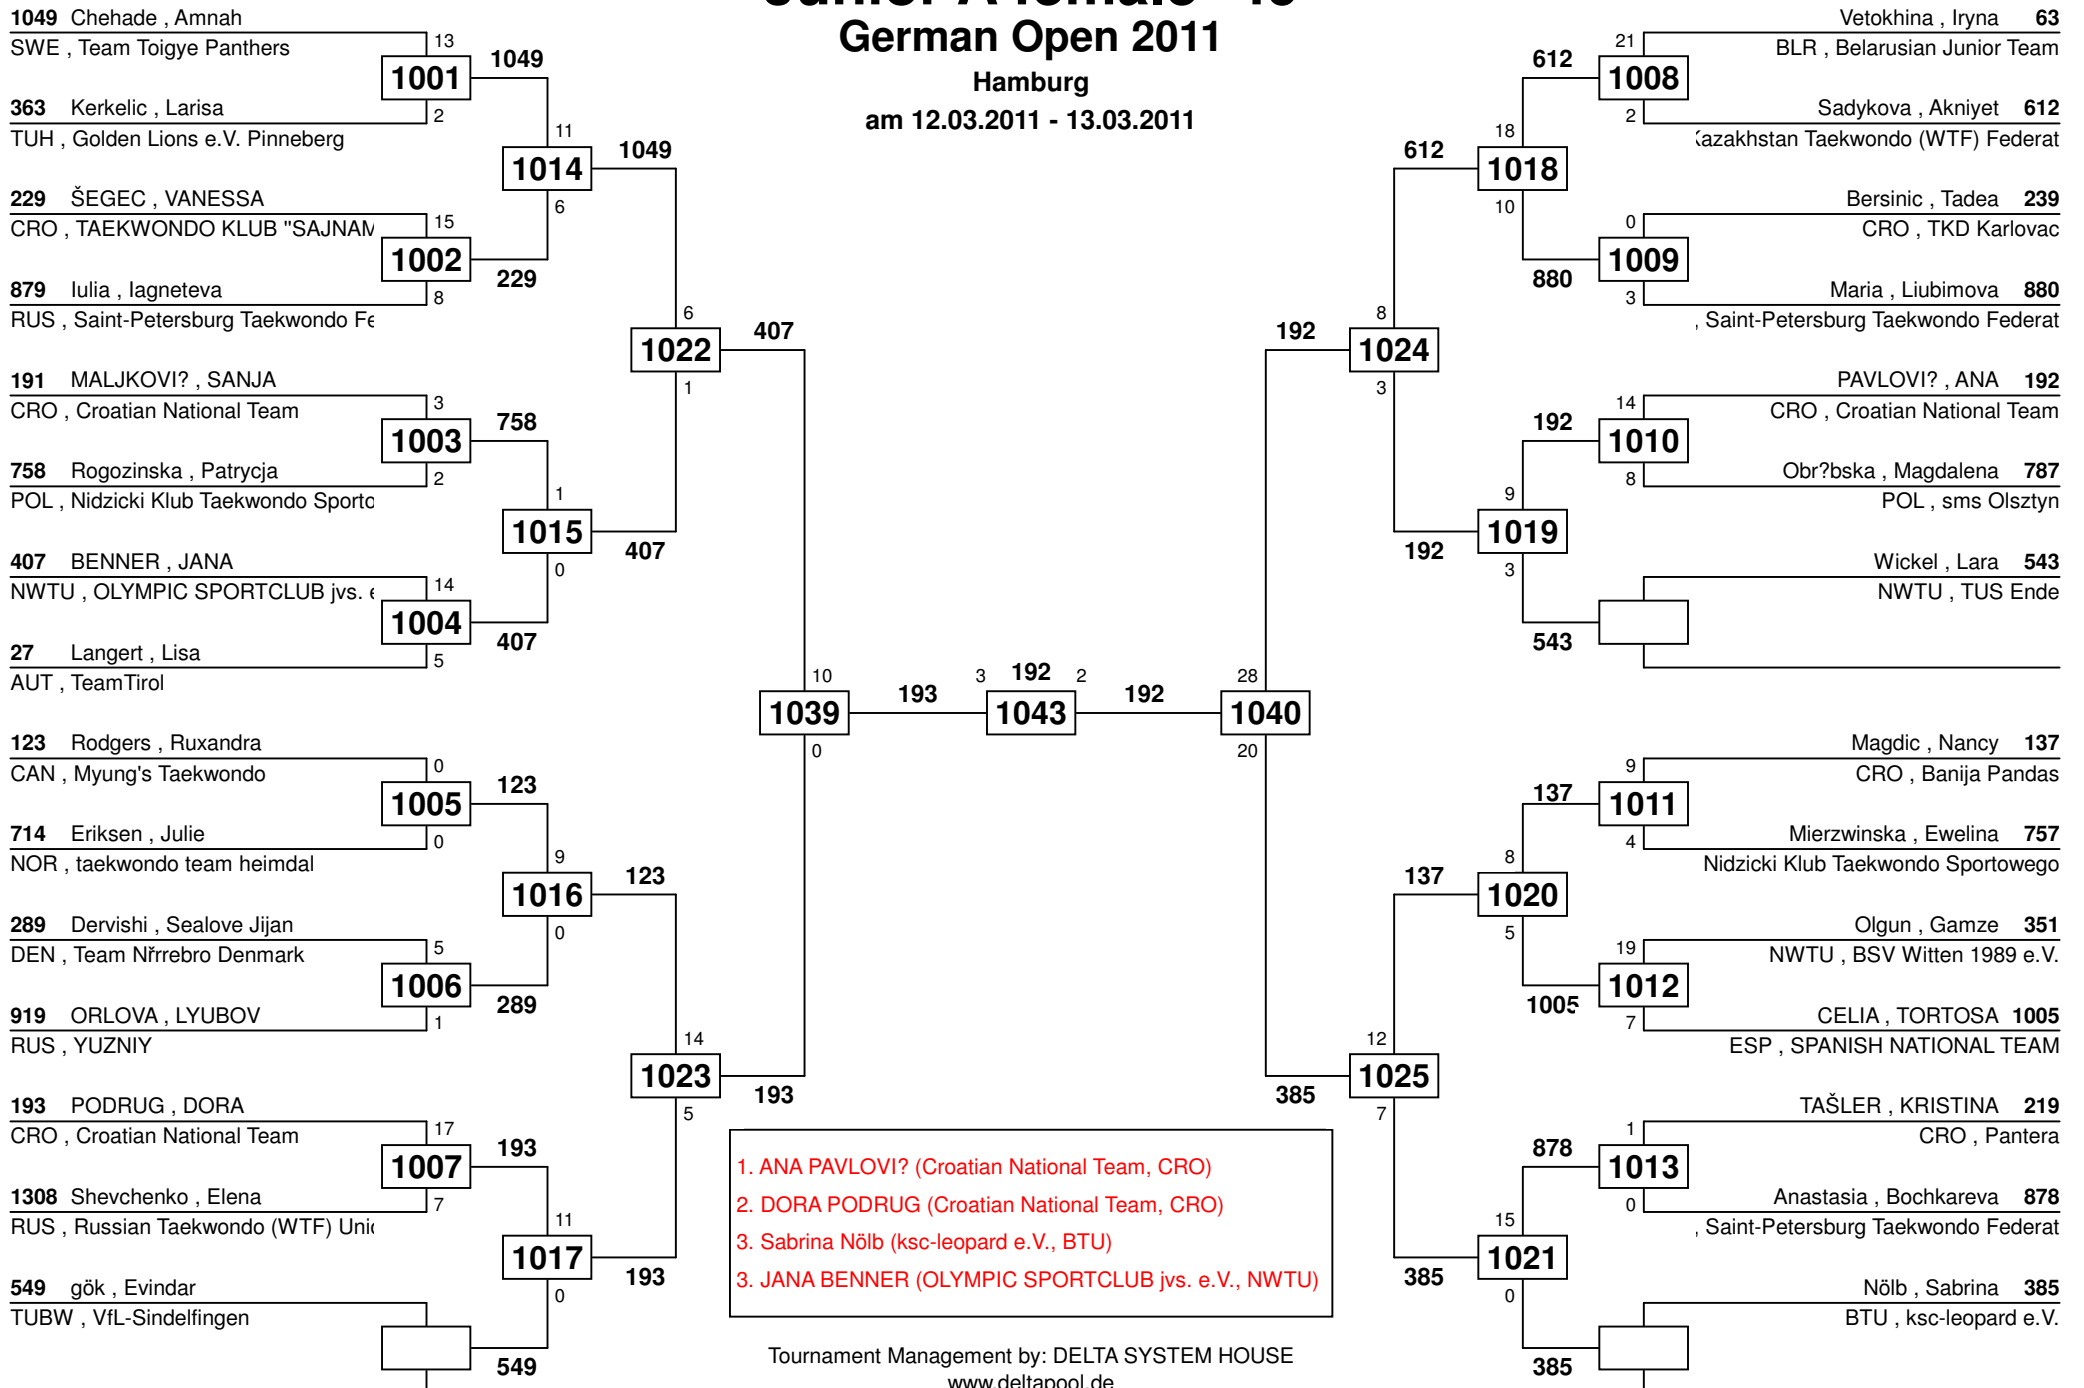 German Open 2011
Hamburg
am 12.03.2011 - 13.03.2011
1049 Chehade , Amnah
SWE , Team Toigye Panthers
13
1001
1049
2
363 Kerkelic , Larisa
TUH , Golden Lions e.V. Pinneberg
11
1014
1049
6
229 ŠEGEC , VANESSA
CRO , TAEKWONDO KLUB "SAJNAM
15
1002
229
8
879 Iulia , Iagneteva
RUS , Saint-Petersburg Taekwondo Fe
6
1022
407
1
191 MALJKOVI? , SANJA
CRO , Croatian National Team
3
1003
758
2
758 Rogozinska , Patrycja
POL , Nidzicki Klub Taekwondo Sporto
1
1015
407
0
407 BENNER , JANA
NWTU , OLYMPIC SPORTCLUB jvs. e
14
1004
407
5
27 Langert , Lisa
AUT , TeamTirol
10
1039
193
0
123 Rodgers , Ruxandra
CAN , Myung's Taekwondo
0
1005
123
0
714 Eriksen , Julie
NOR , taekwondo team heimdal
9
1016
123
0
289 Dervishi , Sealove Jijan
DEN , Team Nřrrebro Denmark
5
1006
289
1
919 ORLOVA , LYUBOV
RUS , YUZNIY
14
1023
193
5
193 PODRUG , DORA
CRO , Croatian National Team
17
1007
193
7
1308 Shevchenko , Elena
RUS , Russian Taekwondo (WTF) Unic
11
1017
193
0
549 gök , Evindar
TUBW , VfL-Sindelfingen
549
3 192 2
1043
Vetokhina , Iryna 63
BLR , Belarusian Junior Team
21
612
1008
2
Sadykova , Akniyet 612
Kazakhstan Taekwondo (WTF) Federat
18
612
1018
10
Bersinic , Tadea 239
CRO , TKD Karlovac
0
880
1009
3
Maria , Liubimova 880
, Saint-Petersburg Taekwondo Federat
8
192
1024
3
PAVLOVI? , ANA 192
CRO , Croatian National Team
14
192
1010
8
Obr?bska , Magdalena 787
POL , sms Olsztyn
9
192
1019
3
Wickel , Lara 543
NWTU , TUS Ende
543
28
192
1040
20
Magdic , Nancy 137
CRO , Banija Pandas
9
137
1011
4
Mierzwinska , Ewelina 757
Nidzicki Klub Taekwondo Sportowego
8
137
1020
5
Olgun , Gamze 351
NWTU , BSV Witten 1989 e.V.
19
1005
1012
7
CELIA , TORTOSA 1005
ESP , SPANISH NATIONAL TEAM
12
385
1025
7
TAŠLER , KRISTINA 219
CRO , Pantera
1
878
1013
0
Anastasia , Bochkareva 878
, Saint-Petersburg Taekwondo Federat
15
385
1021
0
Nölb , Sabrina 385
BTU , ksc-leopard e.V.
385
1. ANA PAVLOVI? (Croatian National Team, CRO)
2. DORA PODRUG (Croatian National Team, CRO)
3. Sabrina Nölb (ksc-leopard e.V., BTU)
3. JANA BENNER (OLYMPIC SPORTCLUB jvs. e.V., NWTU)
Tournament Management by: DELTA SYSTEM HOUSE
www.deltapool.de